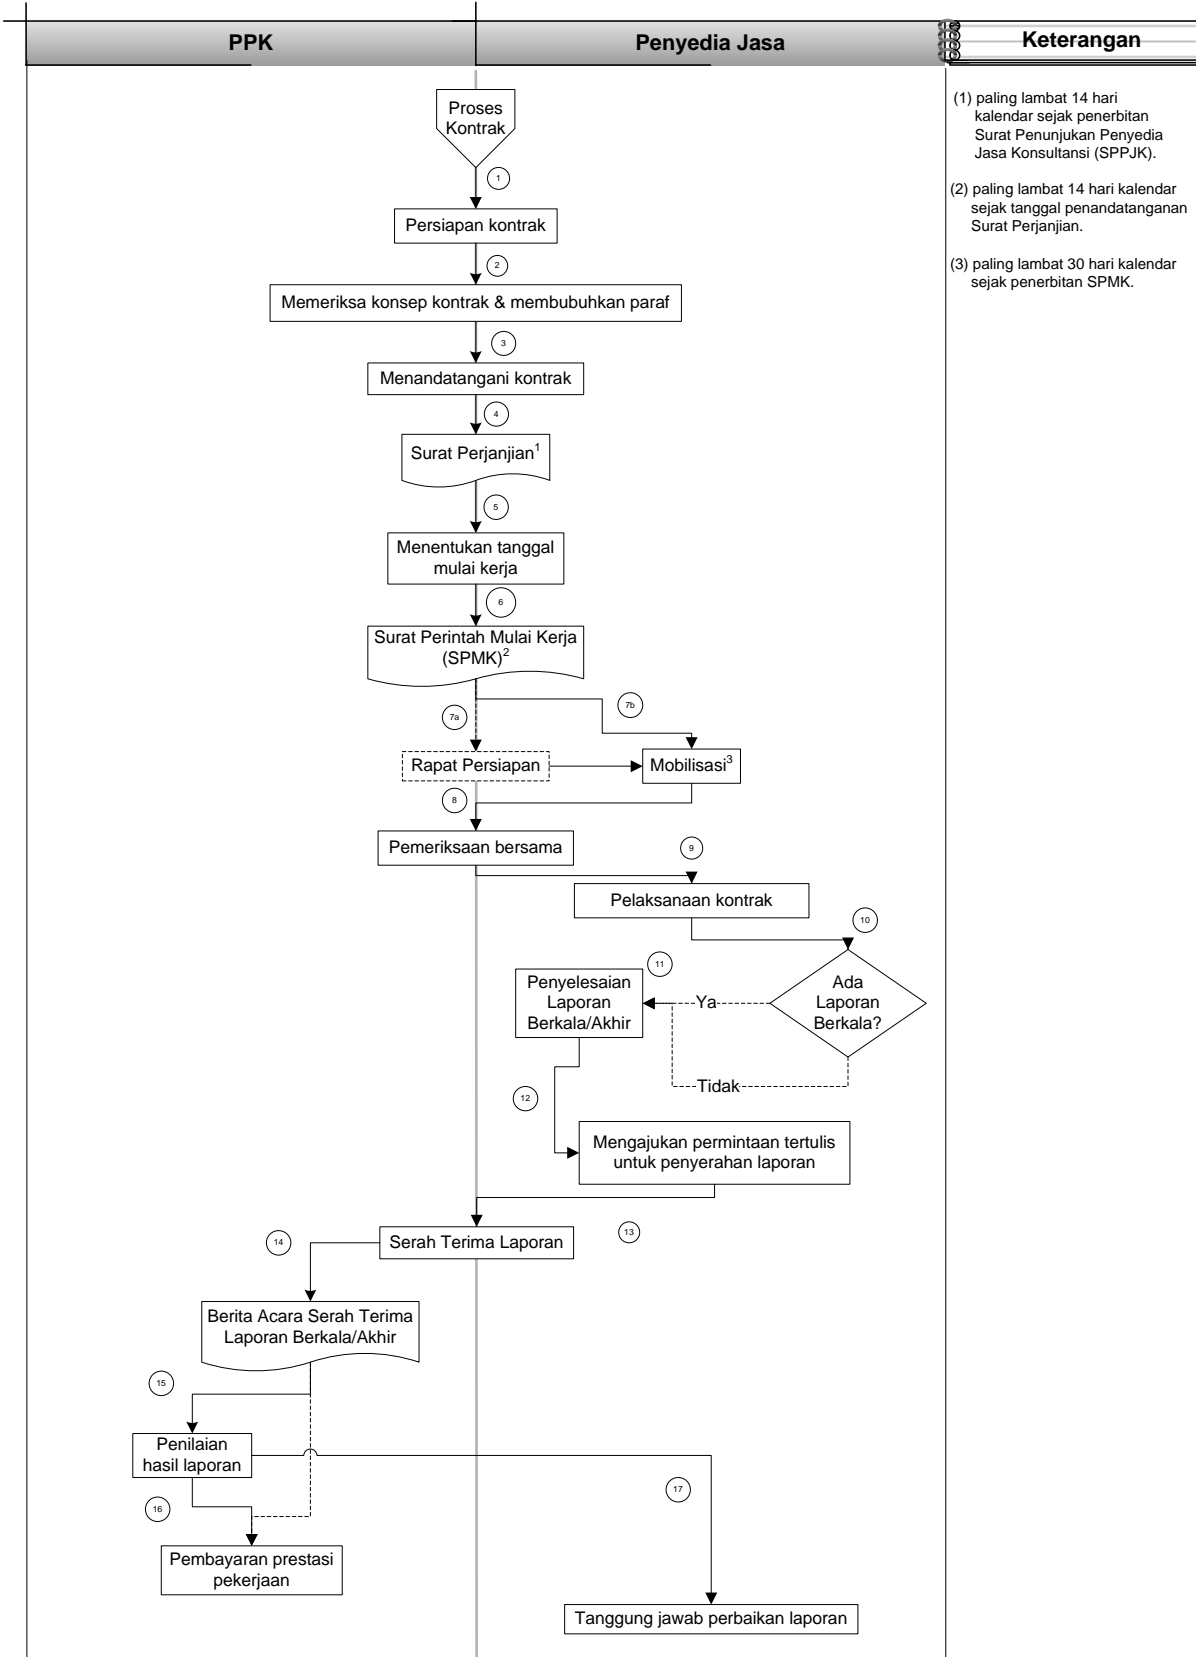 PPK
Penyedia Jasa
Keterangan
Proses
Kontrak
(1) paling lambat 14 hari
kalendar sejak penerbitan
Surat Penunjukan Penyedia
Jasa Konsultansi (SPPJK).
1
(2) paling lambat 14 hari kalendar
sejak tanggal penandatanganan
Surat Perjanjian.
Persiapan kontrak
2
(3) paling lambat 30 hari kalendar
sejak penerbitan SPMK.
Memeriksa konsep kontrak & membubuhkan paraf
3
Menandatangani kontrak
4
Surat Perjanjian1
5
Menentukan tanggal
mulai kerja
6
Surat Perintah Mulai Kerja
(SPMK)2
7a
7b
Rapat Persiapan
Mobilisasi3
8
Pemeriksaan bersama
9
Pelaksanaan kontrak
10
11
Penyelesaian
Laporan
Berkala/Akhir
Ya
Ada
Laporan
Berkala?
Tidak
12
Mengajukan permintaan tertulis
untuk penyerahan laporan
13
14
Serah Terima Laporan
Berita Acara Serah Terima
Laporan Berkala/Akhir
15
Penilaian
hasil laporan
16
17
Pembayaran prestasi
pekerjaan
Tanggung jawab perbaikan laporan